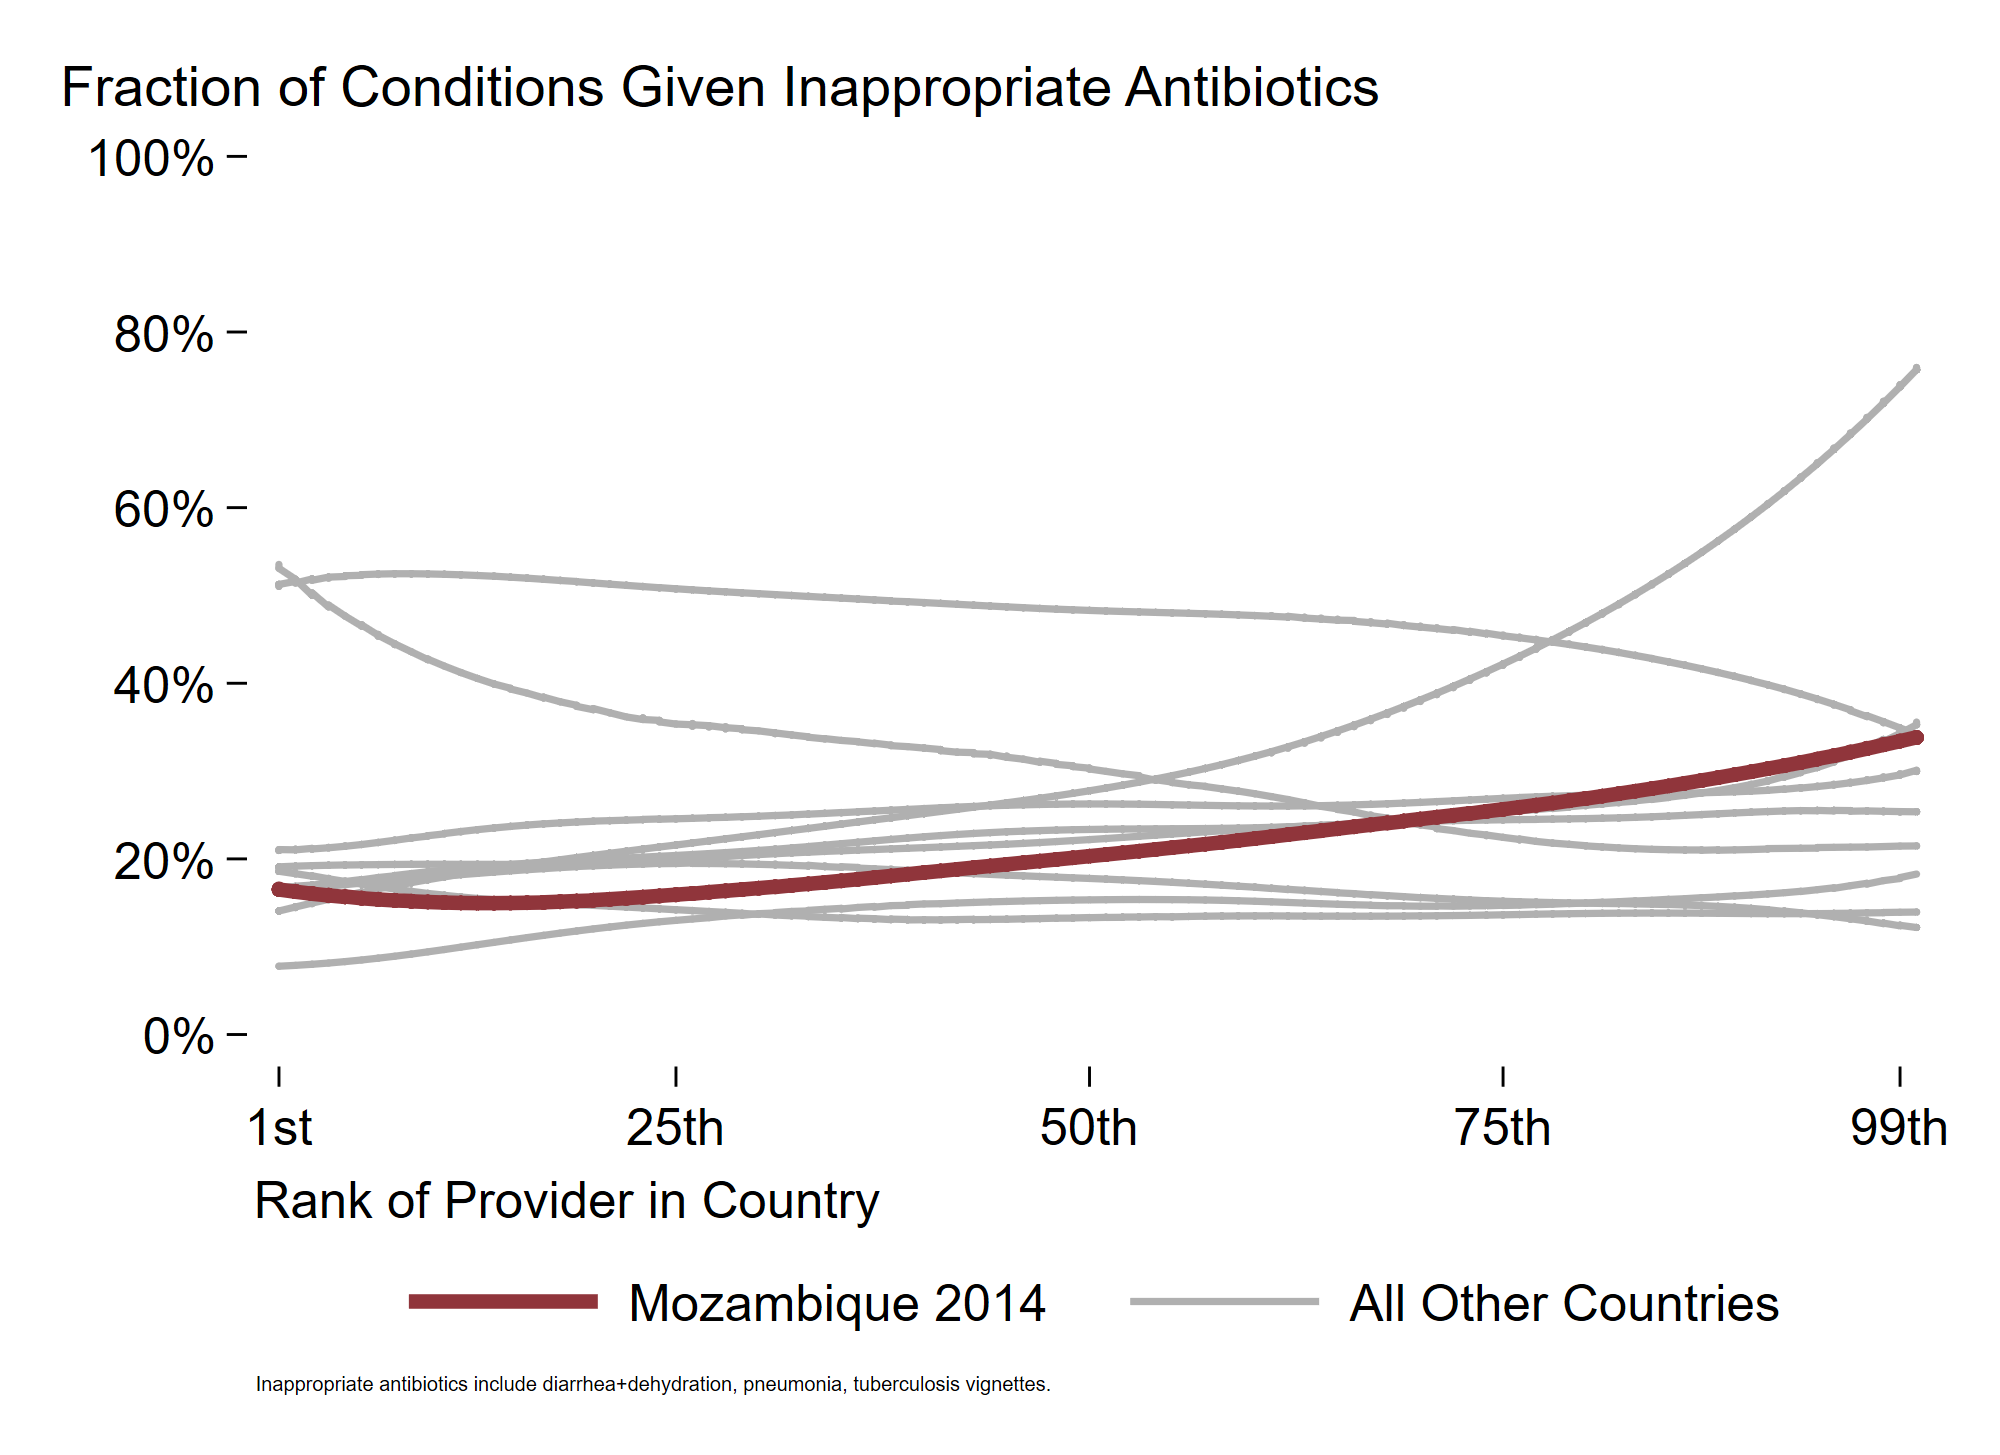 Fraction of Conditions Given Inappropriate Antibiotics
100%
80%
60%
40%
20%
0%
1st 25th 50th 75th 99th
Rank of Provider in Country
Mozambique 2014 All Other Countries
Inappropriate antibiotics include diarrhea+dehydration, pneumonia, tuberculosis vignettes.